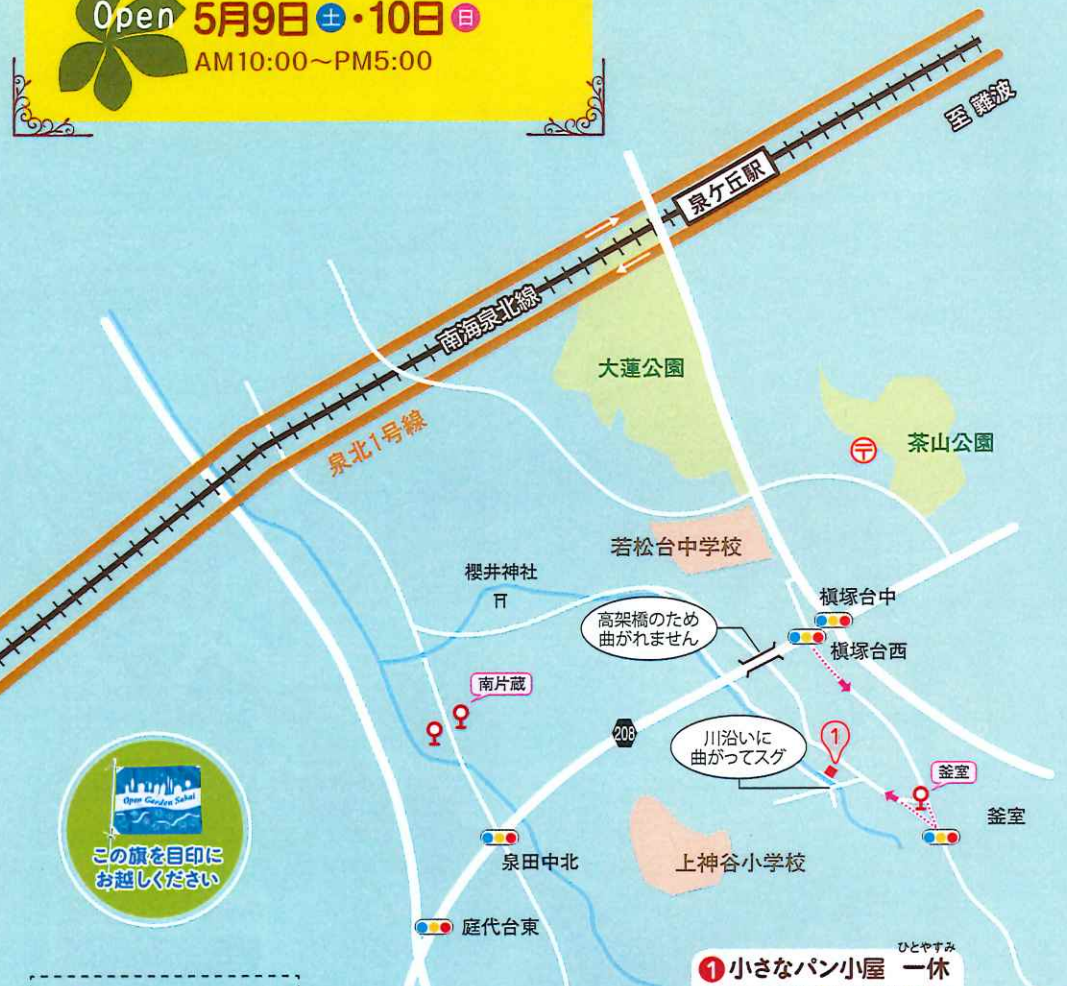 Open 5月9日土・10日日
AM10:00～PM5:00
至 難波
泉ケ丘駅
南海泉北線
泉北1号線
大蓮公園
茶山公園
〒
若松台中学校
櫻井神社
高架橋のため
曲がれません
槇塚台中
槇塚台西
南片蔵
208
川沿いに
曲がってスグ
1
釜室
釜室
Open Garden Sakai
この旗を目印に
お越しください
泉田中北
上神谷小学校
庭代台東
ひとやすみ
1 小さなパン小屋 一休